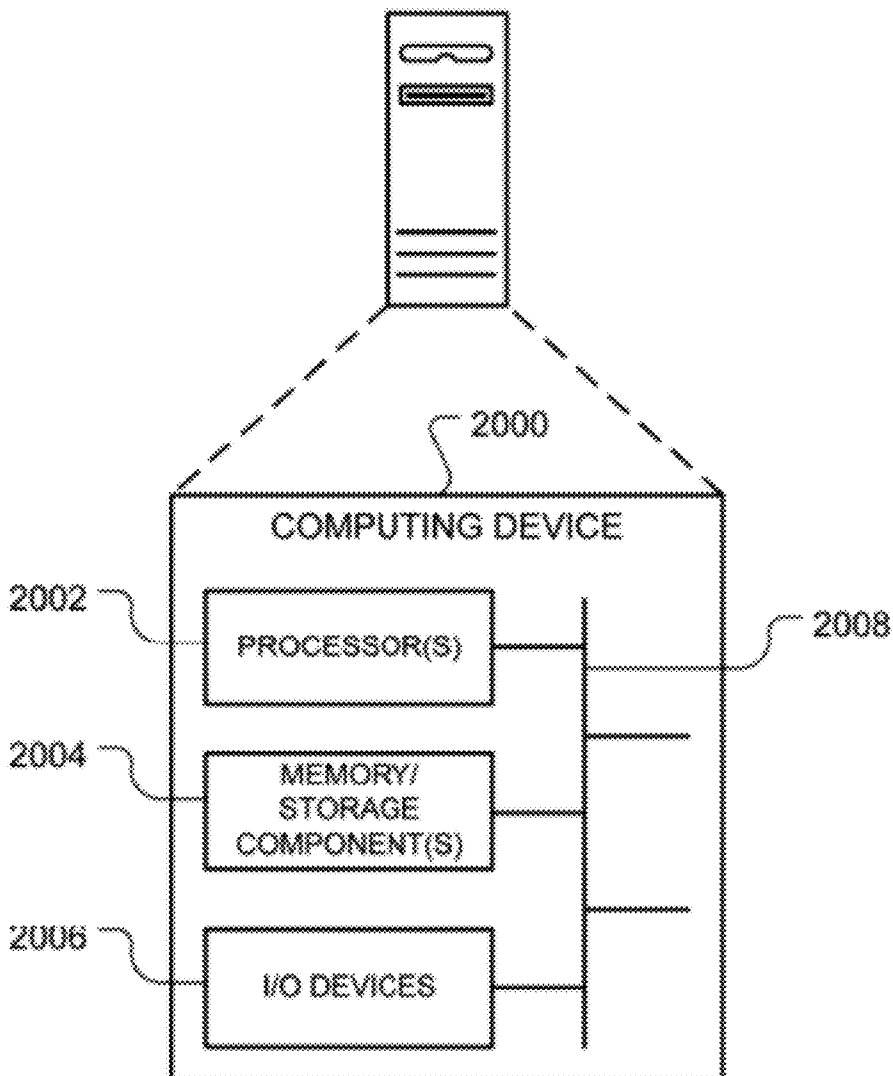 2000
COMPUTING DEVICE
2002
PROCESSOR(S)
2008
2004
MEMORY/
STORAGE
COMPONENT(S)
2006
I/O DEVICES